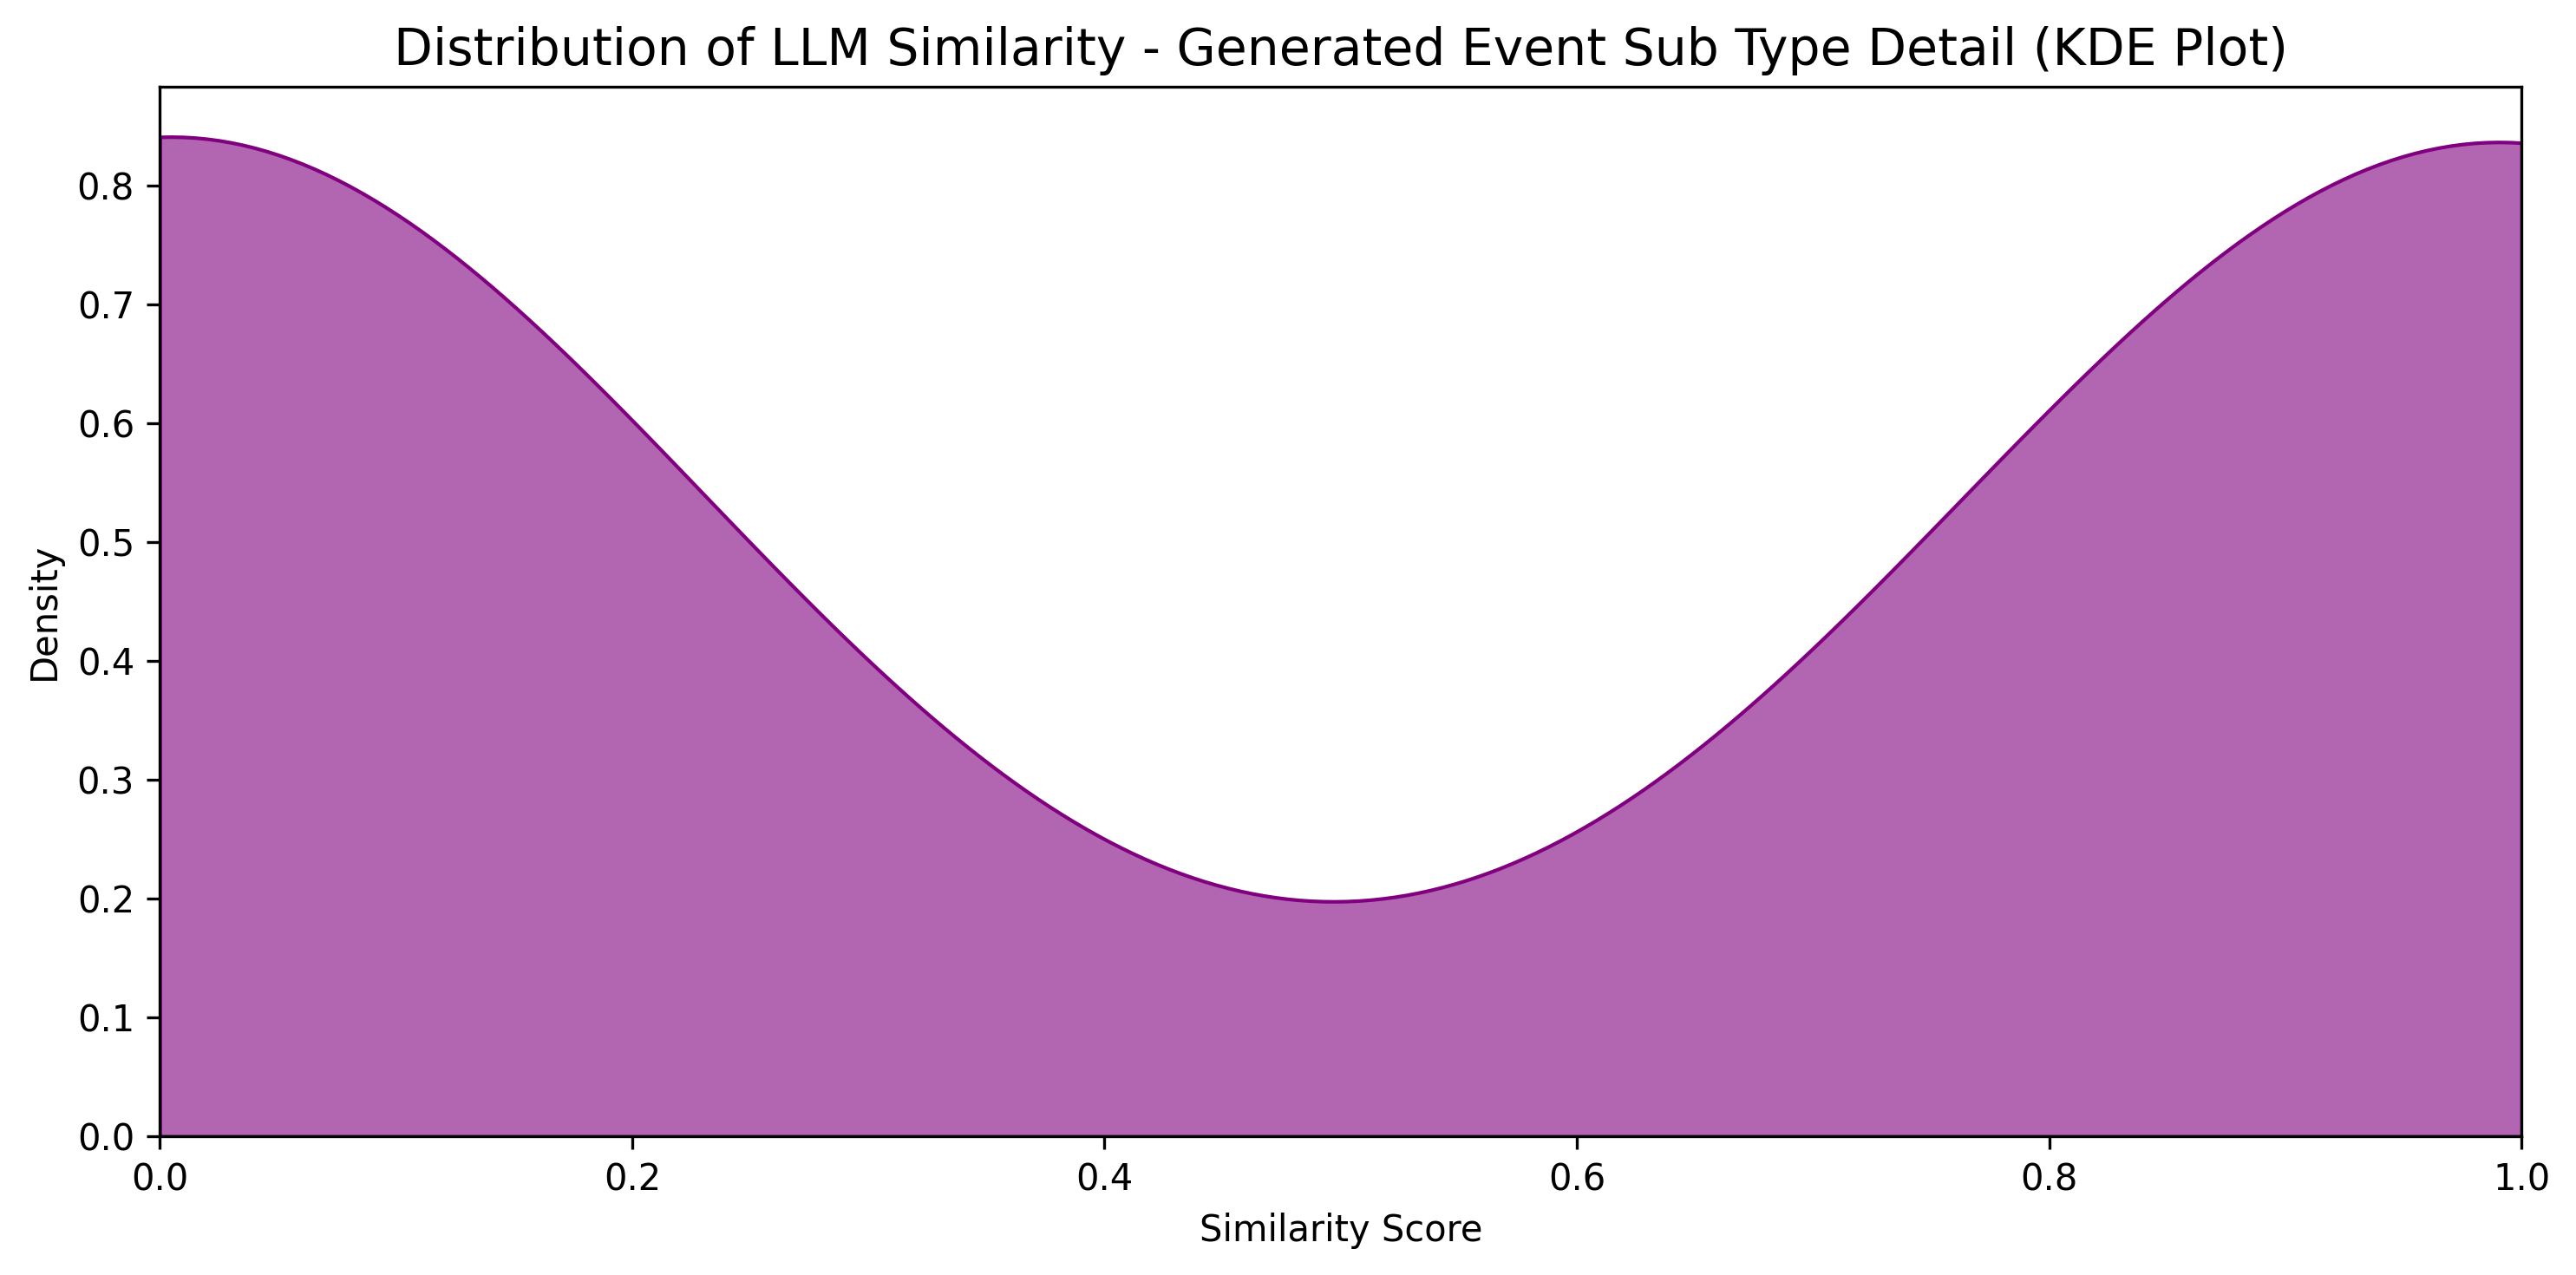 Distribution of LLM Similarity - Generated Event Sub Type Detail (KDE Plot)
Density
0.8
0.7
0.6
0.5
0.4
0.3
0.2
0.1
0.0
0.0 0.2 0.4 0.6 0.8 1.0
Similarity Score